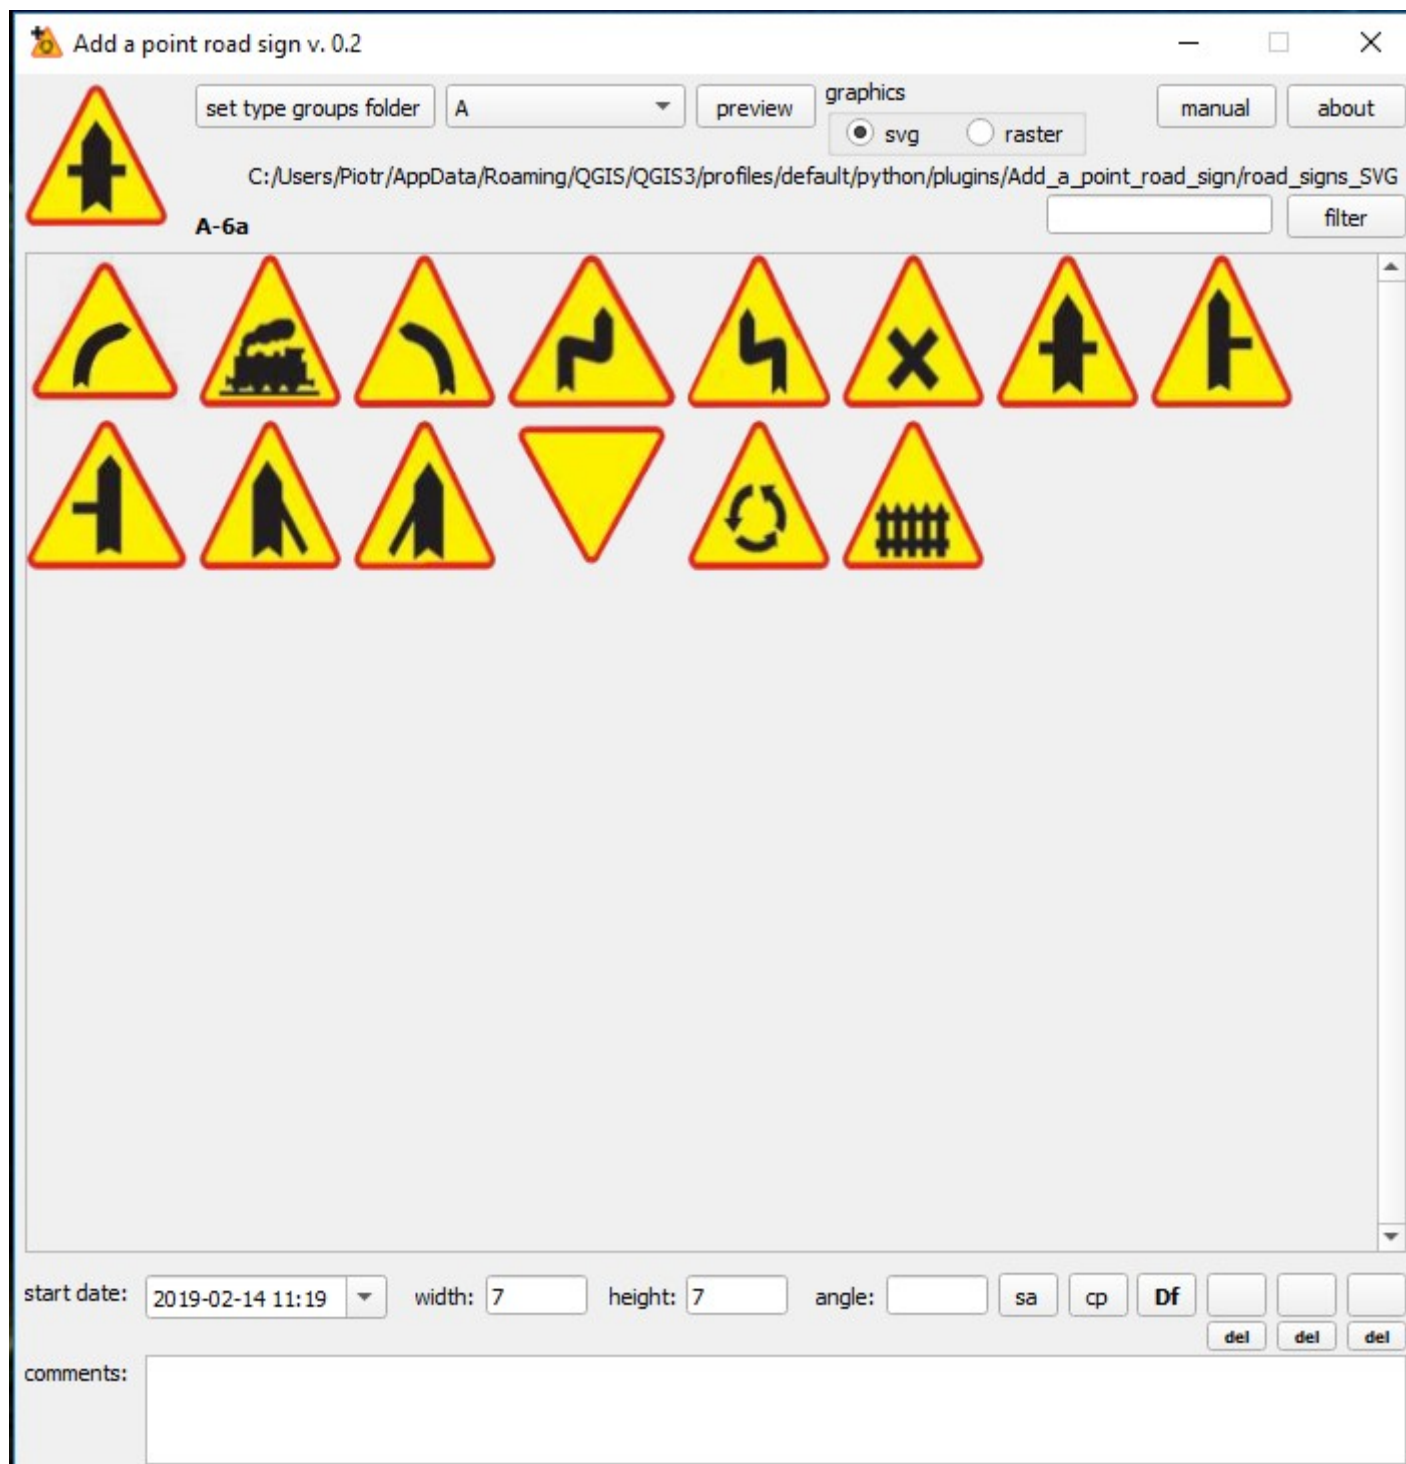 Add a point road sign v. 0.2
set type groups folder A preview graphics manual about
svg raster
C:/Users/Piotr/AppData/Roaming/QGIS/QGIS3/profiles/default/python/plugins/Add_a_point_road_sign/road_signs_SVG
A-6a filter
start date: 2019-02-14 11:19 width: 7 height: 7 angle: sa cp Df
del del del
comments: